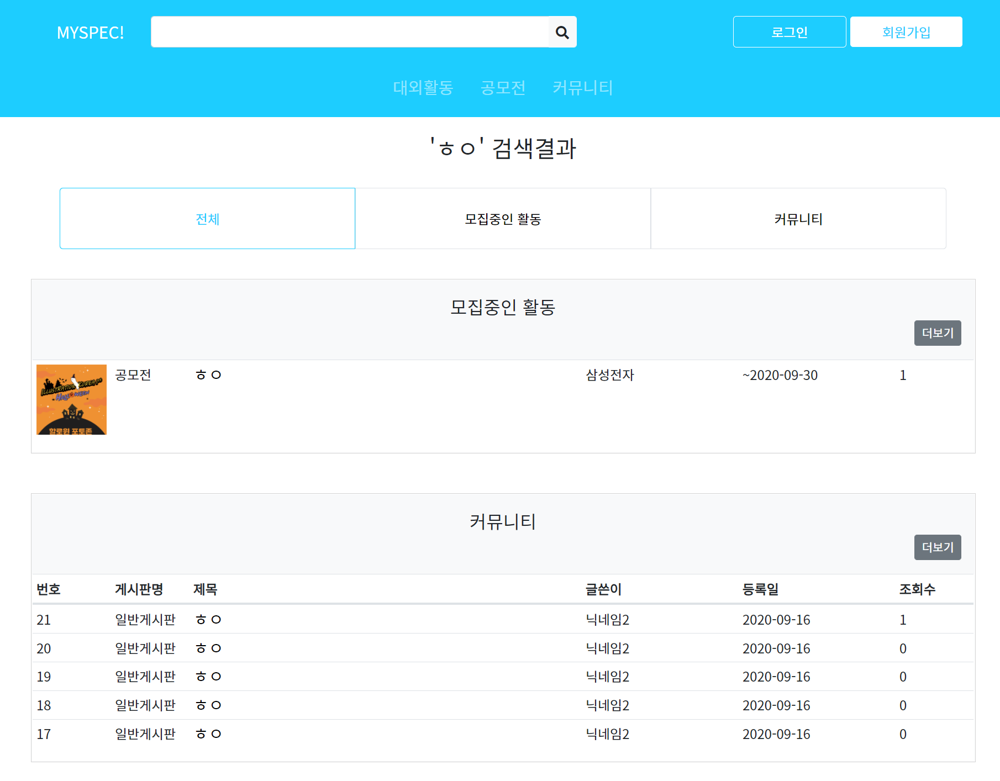 MYSPEC!
로그인 회원가입
대외활동 공모전 커뮤니티
'ㅎㅇ' 검색결과
전체 모집중인 활동 커뮤니티
모집중인 활동
더보기
공모전 ㅎㅇ 삼성전자 ~2020-09-30 1
ILLUSTRATION KOREA
HALLOWEEN
할로윈 포토존
커뮤니티
더보기
번호 게시판명 제목 글쓴이 등록일 조회수
21 일반게시판 ㅎㅇ 닉네임2 2020-09-16 1
20 일반게시판 ㅎㅇ 닉네임2 2020-09-16 0
19 일반게시판 ㅎㅇ 닉네임2 2020-09-16 0
18 일반게시판 ㅎㅇ 닉네임2 2020-09-16 0
17 일반게시판 ㅎㅇ 닉네임2 2020-09-16 0